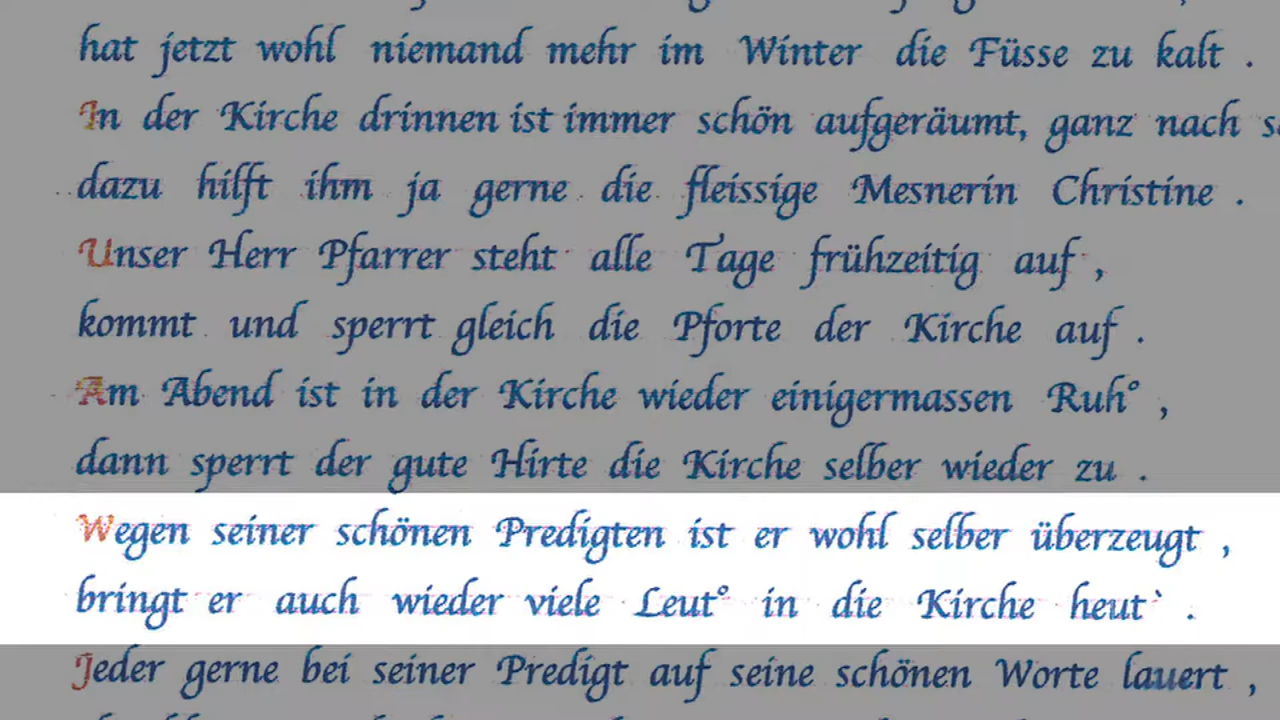 hat jetzt wohl niemand mehr im Winter die Füsse zu kalt .
In der Kirche drinnen ist immer schön aufgeräumt, ganz nach
dazu hilft ihm ja gerne die fleissige Mesnerin Christine .
Unser Herr Pfarrer steht alle Tage frühzeitig auf ,
kommt und sperrt gleich die Pforte der Kirche auf .
Am Abend ist in der Kirche wieder einigermassen Ruh° ,
dann sperrt der gute Hirte die Kirche selber wieder zu .
Wegen seiner schönen Predigten ist er wohl selber überzeugt ,
bringt er auch wieder viele Leut° in die Kirche heut` .
Jeder gerne bei seiner Predigt auf seine schönen Worte lauert ,